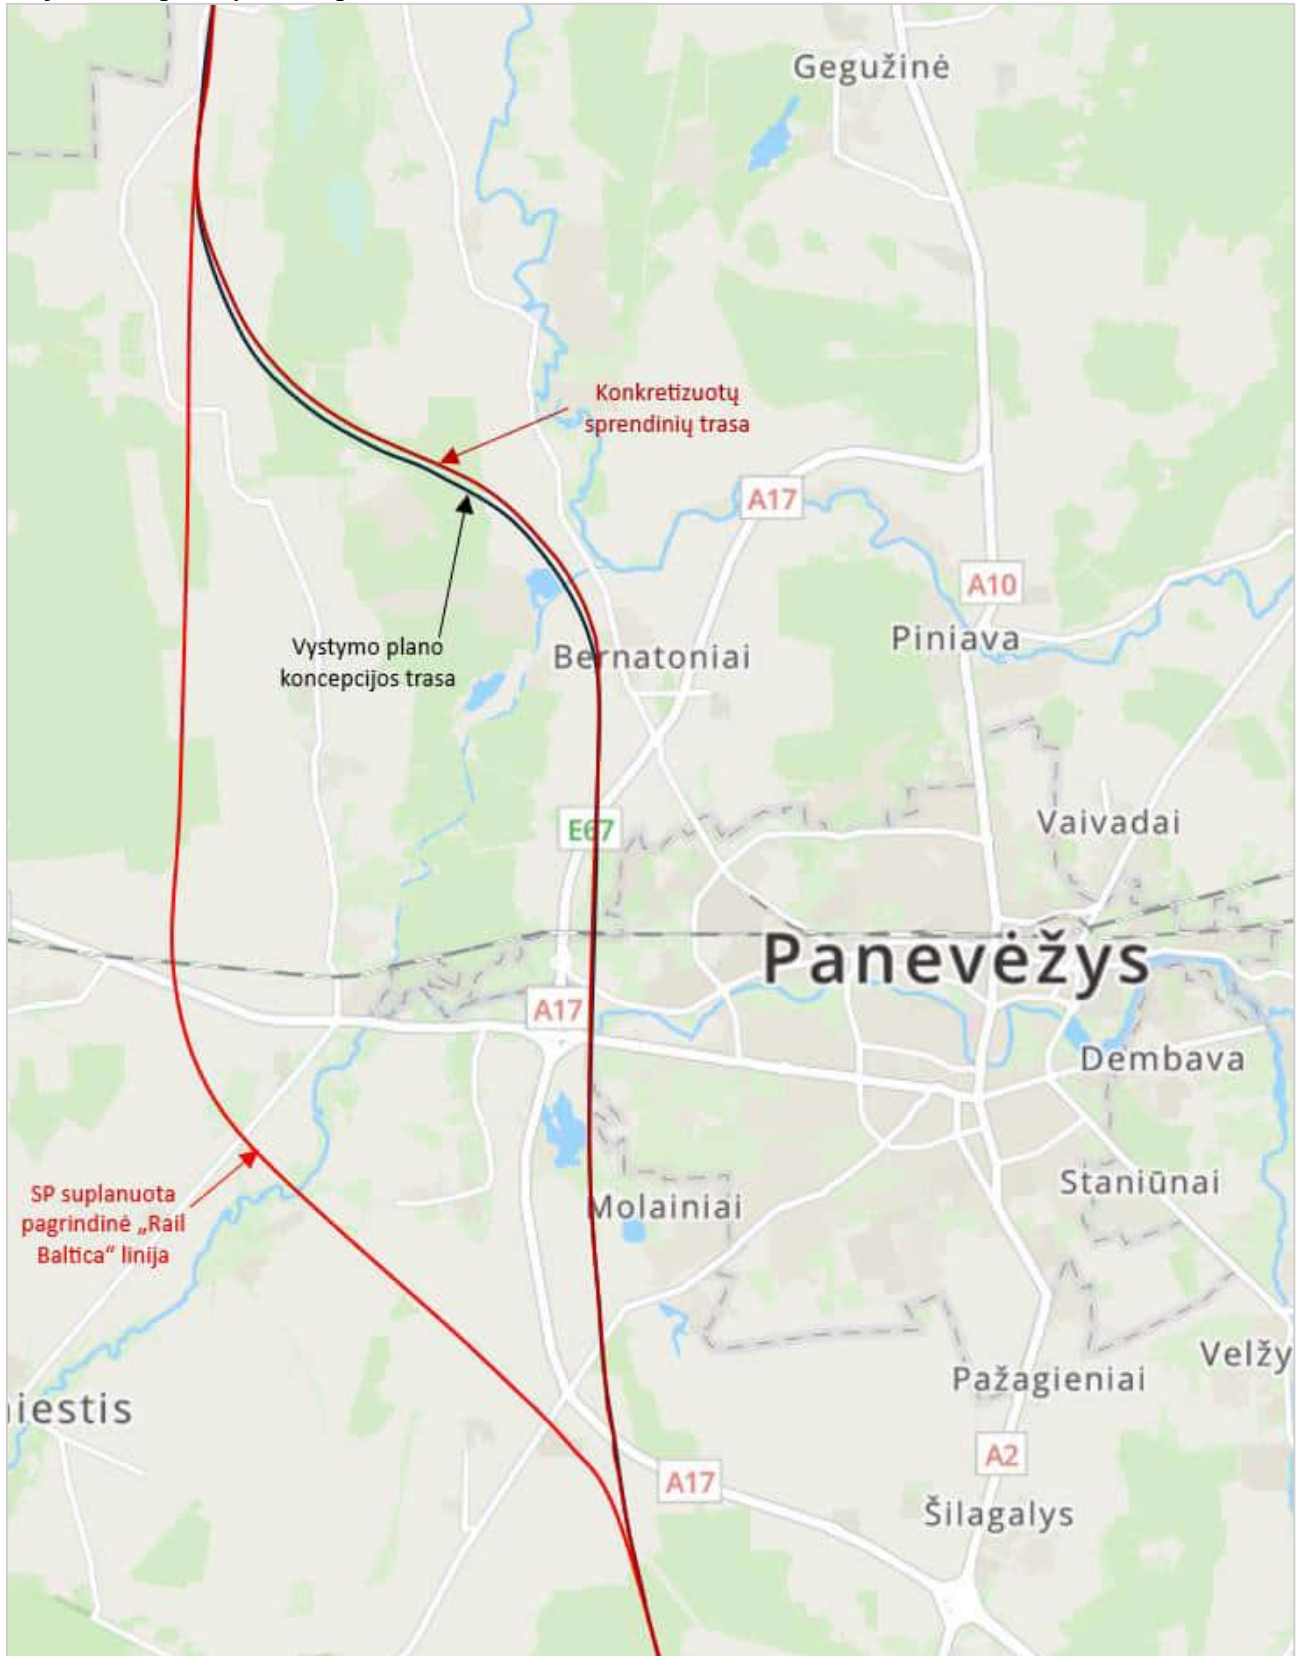 Gegužinė
Konkretizuotų
sprendinių trasa
A17
A10
Piniava
Vystymo plano
koncepcijos trasa
Bernatoniai
E67
Vaivadai
Panevėžys
A17
Dembava
SP suplanuota
pagrindinė „Rail
Baltica“ linija
Molainiai
Staniūnai
Velžy
Pažagieniai
iestis
A2
A17
Šilagalys